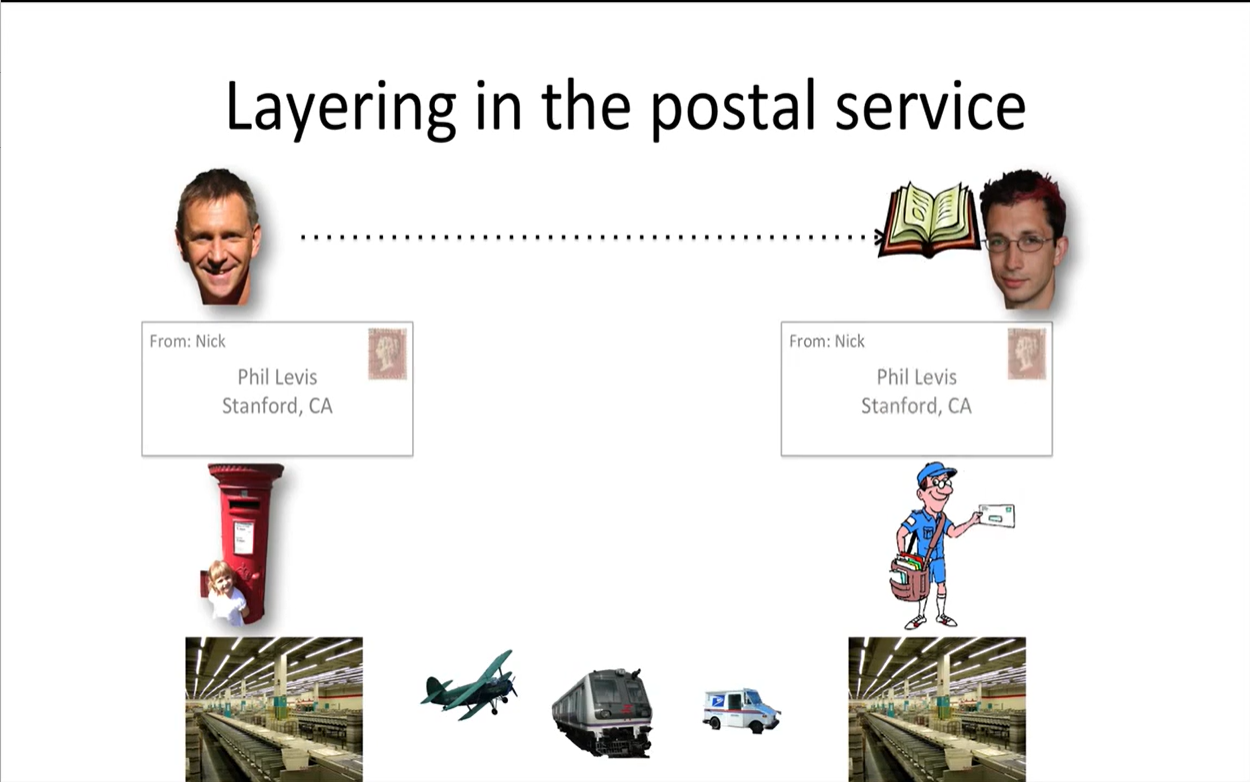 Layering in the postal service
From: Nick
Phil Levis
Stanford, CA
From: Nick
Phil Levis
Stanford, CA